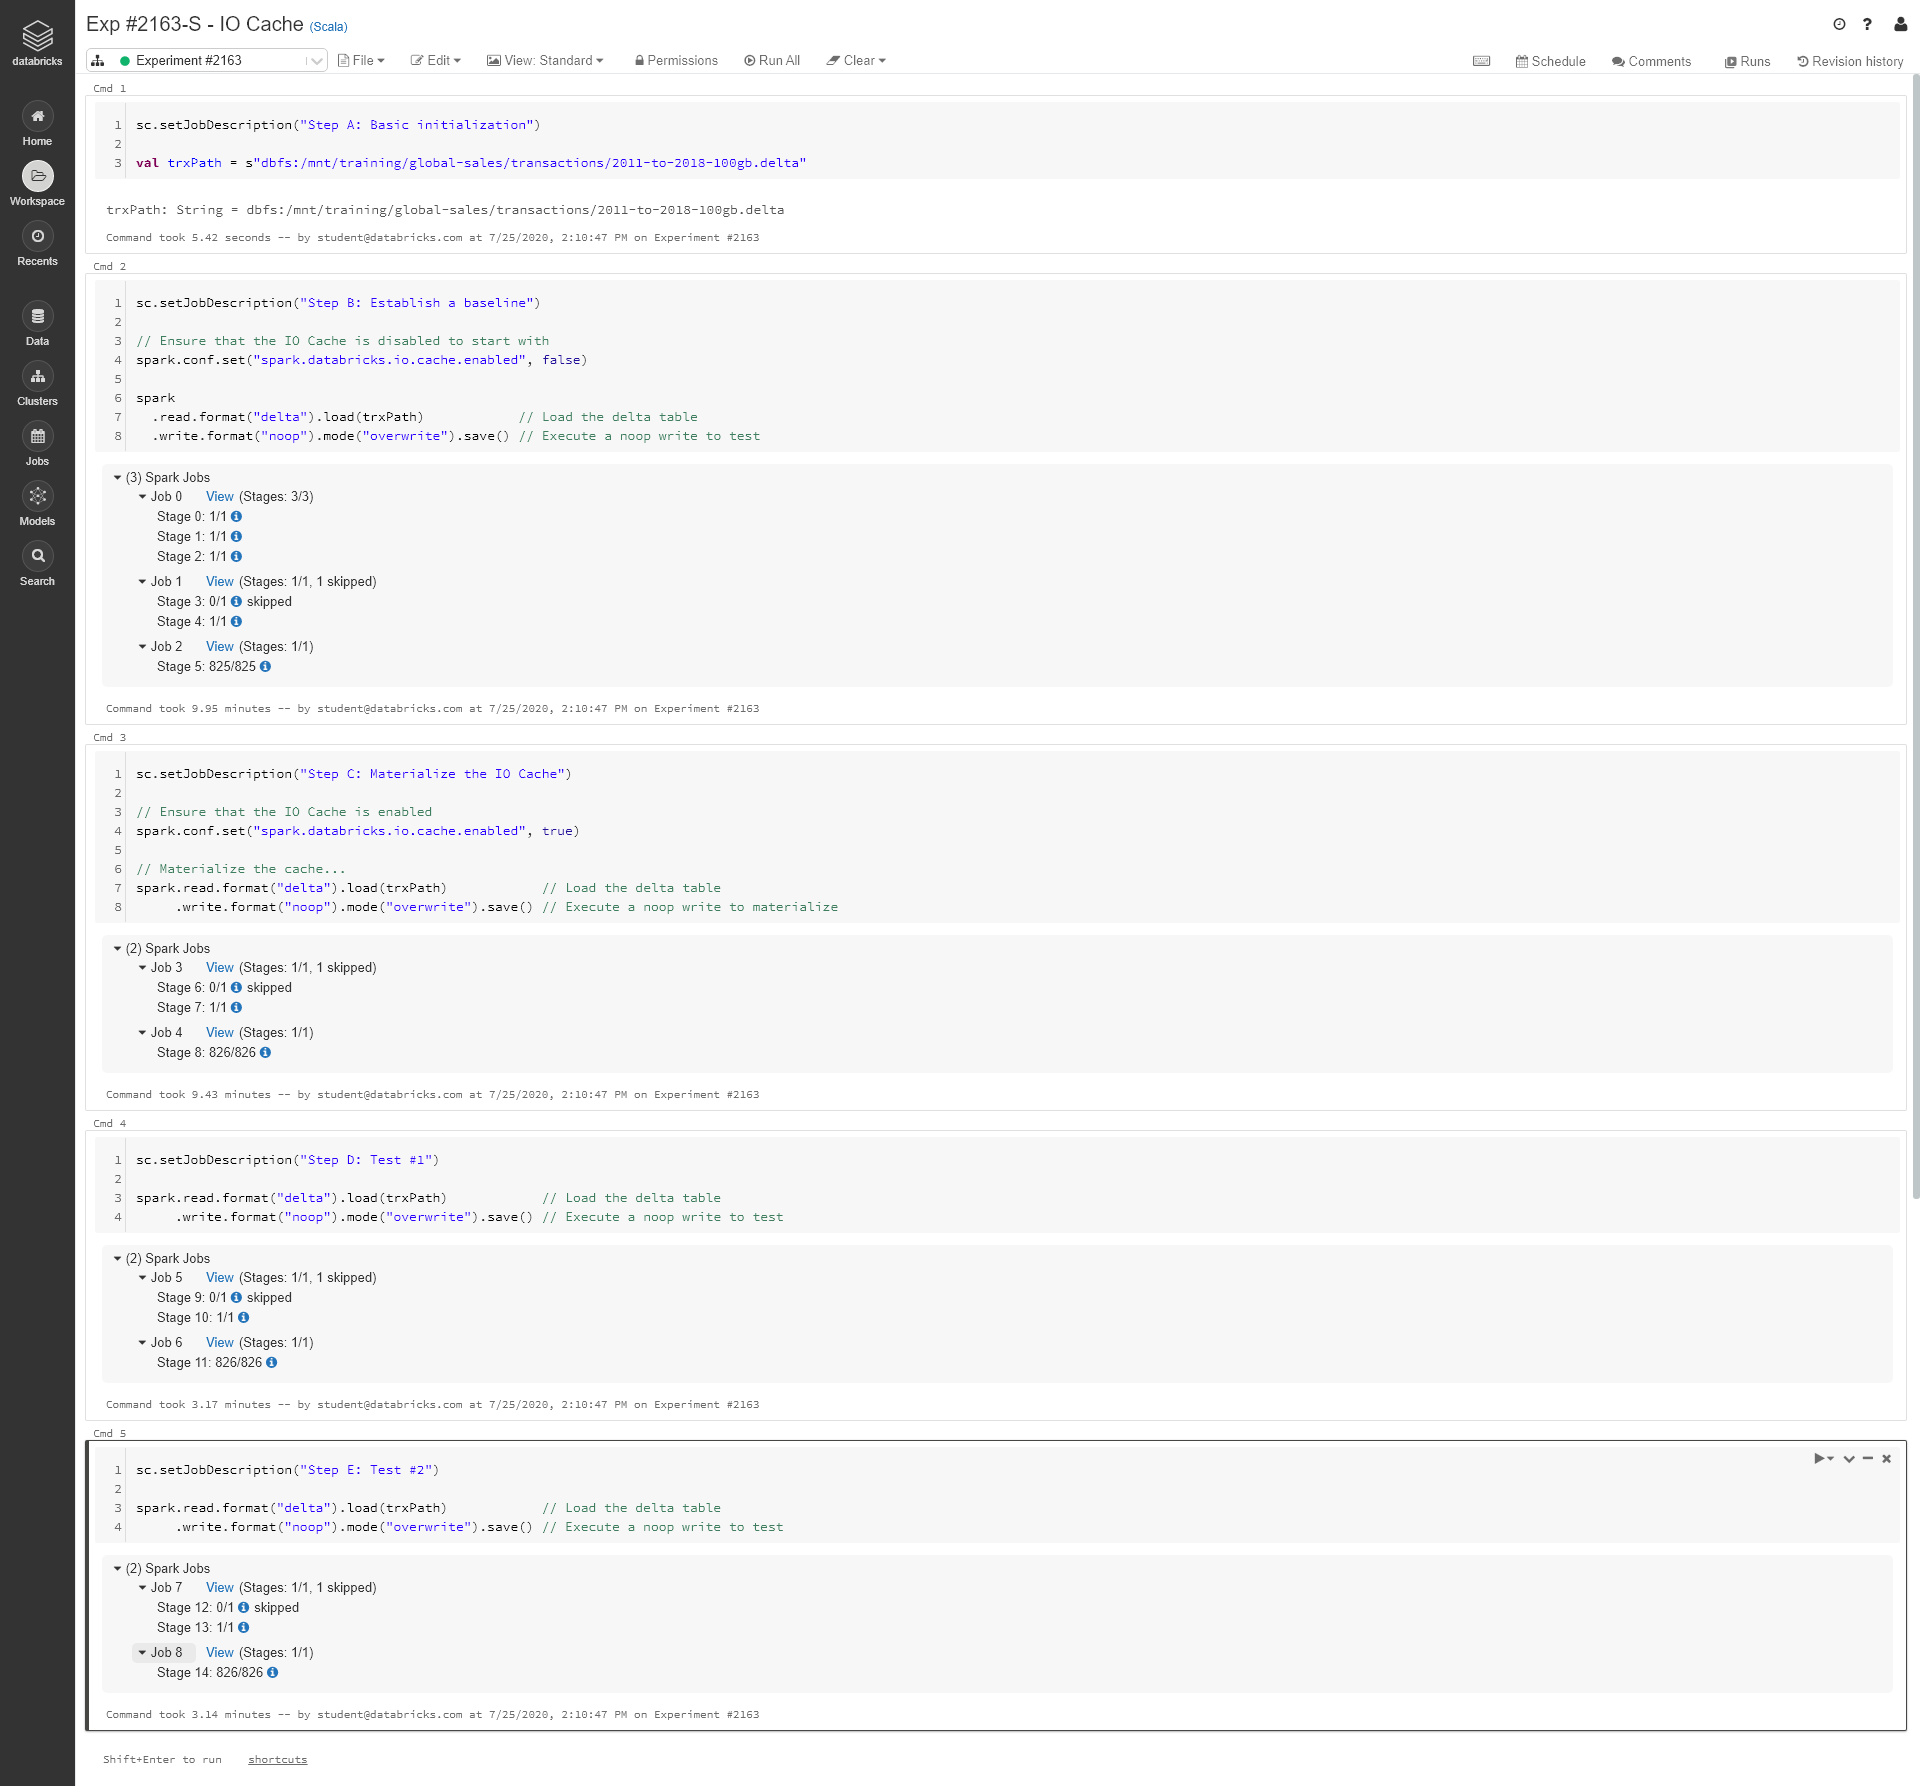 Exp #2163-S - IO Cache (Scala)
databricks
Experiment #2163
File
Edit
View: Standard
Permissions
Run All
Clear
Schedule
Comments
Runs
Revision history
Home
Workspace
Recents
Data
Clusters
Jobs
Models
Search
Cmd 1
1 sc.setJobDescription("Step A: Basic initialization")
2
3 val trxPath = s"dbfs:/mnt/training/global-sales/transactions/2011-to-2018-100gb.delta"
trxPath: String = dbfs:/mnt/training/global-sales/transactions/2011-to-2018-100gb.delta
Command took 5.42 seconds -- by student@databricks.com at 7/25/2020, 2:10:47 PM on Experiment #2163
Cmd 2
1 sc.setJobDescription("Step B: Establish a baseline")
2
3 // Ensure that the IO Cache is disabled to start with
4 spark.conf.set("spark.databricks.io.cache.enabled", false)
5
6 spark
7 .read.format("delta").load(trxPath) // Load the delta table
8 .write.format("noop").mode("overwrite").save() // Execute a noop write to test
(3) Spark Jobs
Job 0 View (Stages: 3/3)
Stage 0: 1/1
Stage 1: 1/1
Stage 2: 1/1
Job 1 View (Stages: 1/1, 1 skipped)
Stage 3: 0/1 skipped
Stage 4: 1/1
Job 2 View (Stages: 1/1)
Stage 5: 825/825
Command took 9.95 minutes -- by student@databricks.com at 7/25/2020, 2:10:47 PM on Experiment #2163
Cmd 3
1 sc.setJobDescription("Step C: Materialize the IO Cache")
2
3 // Ensure that the IO Cache is enabled
4 spark.conf.set("spark.databricks.io.cache.enabled", true)
5
6 // Materialize the cache...
7 spark.read.format("delta").load(trxPath) // Load the delta table
8 .write.format("noop").mode("overwrite").save() // Execute a noop write to materialize
(2) Spark Jobs
Job 3 View (Stages: 1/1, 1 skipped)
Stage 6: 0/1 skipped
Stage 7: 1/1
Job 4 View (Stages: 1/1)
Stage 8: 826/826
Command took 9.43 minutes -- by student@databricks.com at 7/25/2020, 2:10:47 PM on Experiment #2163
Cmd 4
1 sc.setJobDescription("Step D: Test #1")
2
3 spark.read.format("delta").load(trxPath) // Load the delta table
4 .write.format("noop").mode("overwrite").save() // Execute a noop write to test
(2) Spark Jobs
Job 5 View (Stages: 1/1, 1 skipped)
Stage 9: 0/1 skipped
Stage 10: 1/1
Job 6 View (Stages: 1/1)
Stage 11: 826/826
Command took 3.17 minutes -- by student@databricks.com at 7/25/2020, 2:10:47 PM on Experiment #2163
Cmd 5
1 sc.setJobDescription("Step E: Test #2")
2
3 spark.read.format("delta").load(trxPath) // Load the delta table
4 .write.format("noop").mode("overwrite").save() // Execute a noop write to test
(2) Spark Jobs
Job 7 View (Stages: 1/1, 1 skipped)
Stage 12: 0/1 skipped
Stage 13: 1/1
Job 8 View (Stages: 1/1)
Stage 14: 826/826
Command took 3.14 minutes -- by student@databricks.com at 7/25/2020, 2:10:47 PM on Experiment #2163
Shift+Enter to run shortcuts